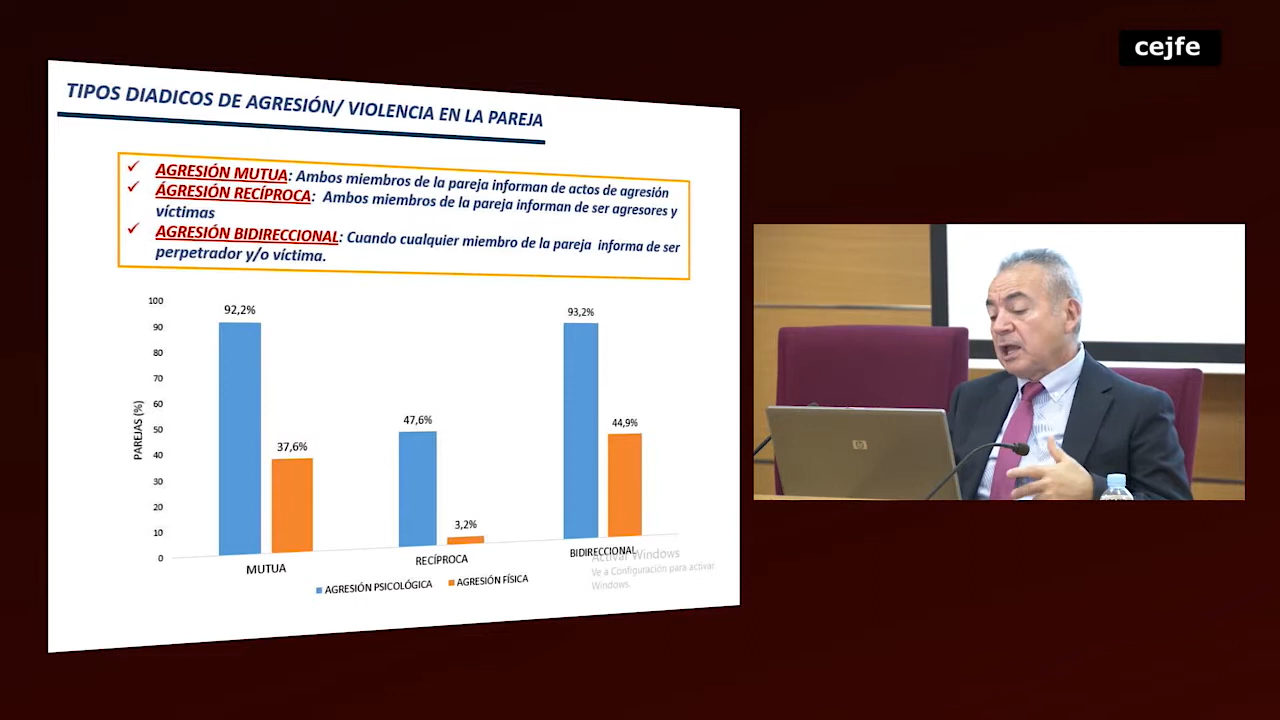 cejfe
TIPOS DIADICOS DE AGRESIÓN/ VIOLENCIA EN LA PAREJA
✓ AGRESIÓN MUTUA: Ambos miembros de la pareja informan de actos de agresión
✓ ÁGRESIÓN RECÍPROCA: Ambos miembros de la pareja informan de ser agresores y
víctimas
✓ AGRESIÓN BIDIRECCIONAL: Cuando cualquier miembro de la pareja informa de ser
perpetrador y/o víctima.
PAREJAS (%)
100
90
80
70
60
50
40
30
20
10
0
92,2%
37,6%
47,6%
3,2%
93,2%
44,9%
MUTUA
RECÍPROCA
BIDIRECCIONAL
AGRESIÓN PSICOLÓGICA
AGRESIÓN FÍSICA
Activar Windows
Ve a Configuración para activar
Windows.
hp